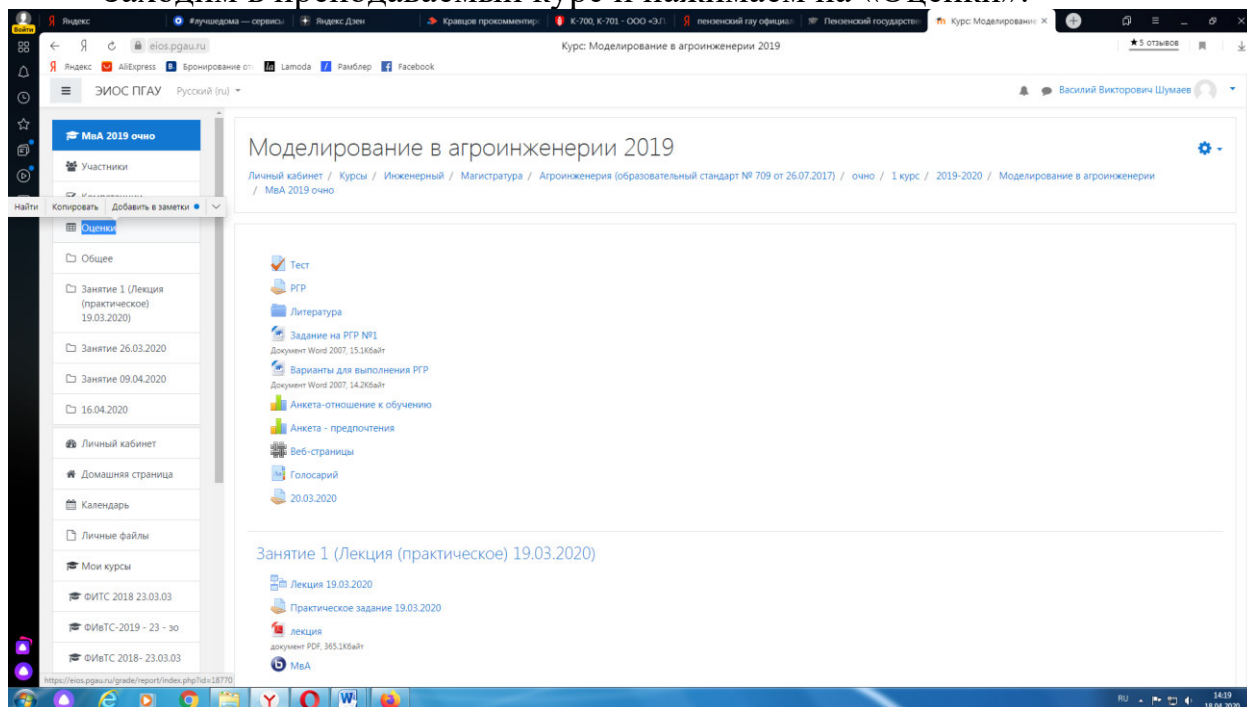 Заходим в преподаваемый курс и нажимаем на «Оценки».
Войти
Яндекс
#лучшедома — сервисы
Яндекс.Дзен
Кравцов прокомментир
К-700, К-701 - ООО «Э.П.
пензенский гау официал
Пензенский государстве
Курс: Моделирование
eios.pgau.ru
Курс: Моделирование в агроинженерии 2019
★5 отзывов
Яндекс
AliExpress
Бронирование от
Lamoda
Рамблер
Facebook
ЭИОС ПГАУ
Русский (ru)
Василий Викторович Шумаев
МвА 2019 очно
Участники
Компетенции
Найти
Копировать
Добавить в заметки
Оценки
Общее
Занятие 1 (Лекция
(практическое)
19.03.2020)
Занятие 26.03.2020
Занятие 09.04.2020
16.04.2020
Личный кабинет
Домашняя страница
Календарь
Личные файлы
Мои курсы
ФИТС 2018 23.03.03
ФИвТС-2019 - 23 - зо
ФИвТС 2018- 23.03.03
https://eios.pgau.ru/grade/report/index.php?id=18770
Моделирование в агроинженерии 2019
Личный кабинет / Курсы / Инженерный / Магистратура / Агроинженерия (образовательный стандарт № 709 от 26.07.2017) / очно / 1 курс / 2019-2020 / Моделирование в агроинженерии
/ МвА 2019 очно
Тест
РГР
Литература
Задание на РГР №1
Документ Word 2007, 15.1Кбайт
Варианты для выполнения РГР
Документ Word 2007, 14.2Кбайт
Анкета-отношение к обучению
Анкета - предпочтения
Веб-страницы
Голосарий
20.03.2020
Занятие 1 (Лекция (практическое) 19.03.2020)
Лекция 19.03.2020
Практическое задание 19.03.2020
лекция
документ PDF, 365.1Кбайт
МвА
RU
14:19
18.04.2020